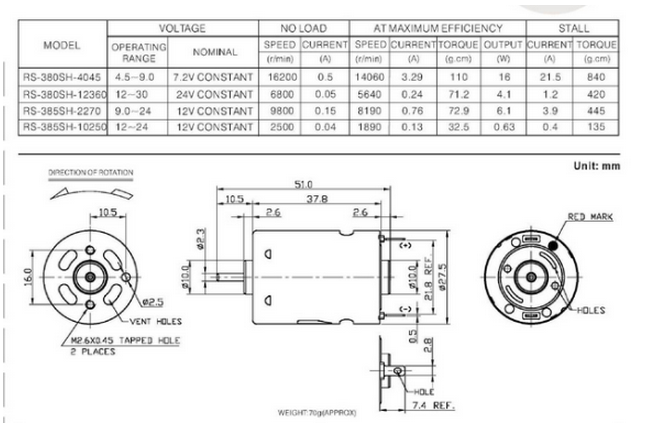 MODEL VOLTAGE NO LOAD AT MAXIMUM EFFICIENCY STALL
OPERATING RANGE NOMINAL SPEED CURRENT SPEED CURRENT TORQUE OUTPUT CURRENT TORQUE
(r/min) (A) (r/min) (A) (g.cm) (W) (A) (g.cm)
RS-380SH-4045 4.5-9.0 7.2V CONSTANT 16200 0.5 14060 3.29 110 16 21.5 840
RS-380SH-12360 12-30 24V CONSTANT 6800 0.05 5640 0.24 71.2 4.1 1.2 420
RS-385SH-2270 9.0-24 12V CONSTANT 9800 0.15 8190 0.76 72.9 6.1 3.9 445
RS-385SH-10250 12-24 12V CONSTANT 2500 0.04 1890 0.13 32.5 0.63 0.4 135
Unit: mm
DIRECTION OF ROTATION
51.0
10.5
10.5 37.8
2.6 2.6
RED MARK
ø2.3
(-)
16.0
ø10.0
ø10.0
21.8 REF.
ø27.5
ø2.5
(-)
HOLES
VENT HOLES
M2.6X0.45 TAPPED HOLE
2 PLACES
0.5
2.8
HOLE
7.4 REF.
WEIGHT:70g(APPROX)